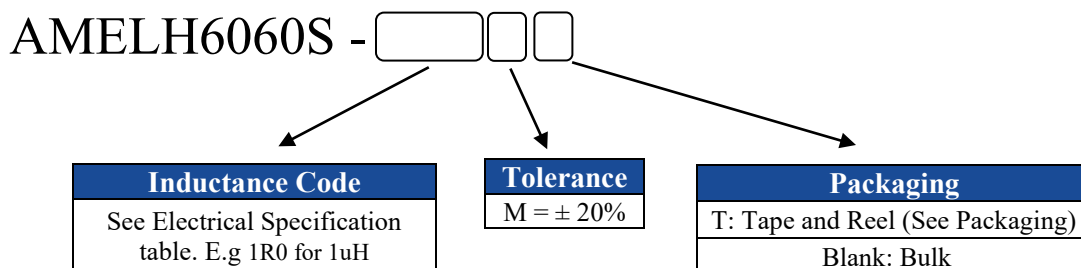 AMELH6060S -
Inductance Code
See Electrical Specification
table. E.g 1R0 for 1uH
Tolerance
M = ± 20%
Packaging
T: Tape and Reel (See Packaging)
Blank: Bulk